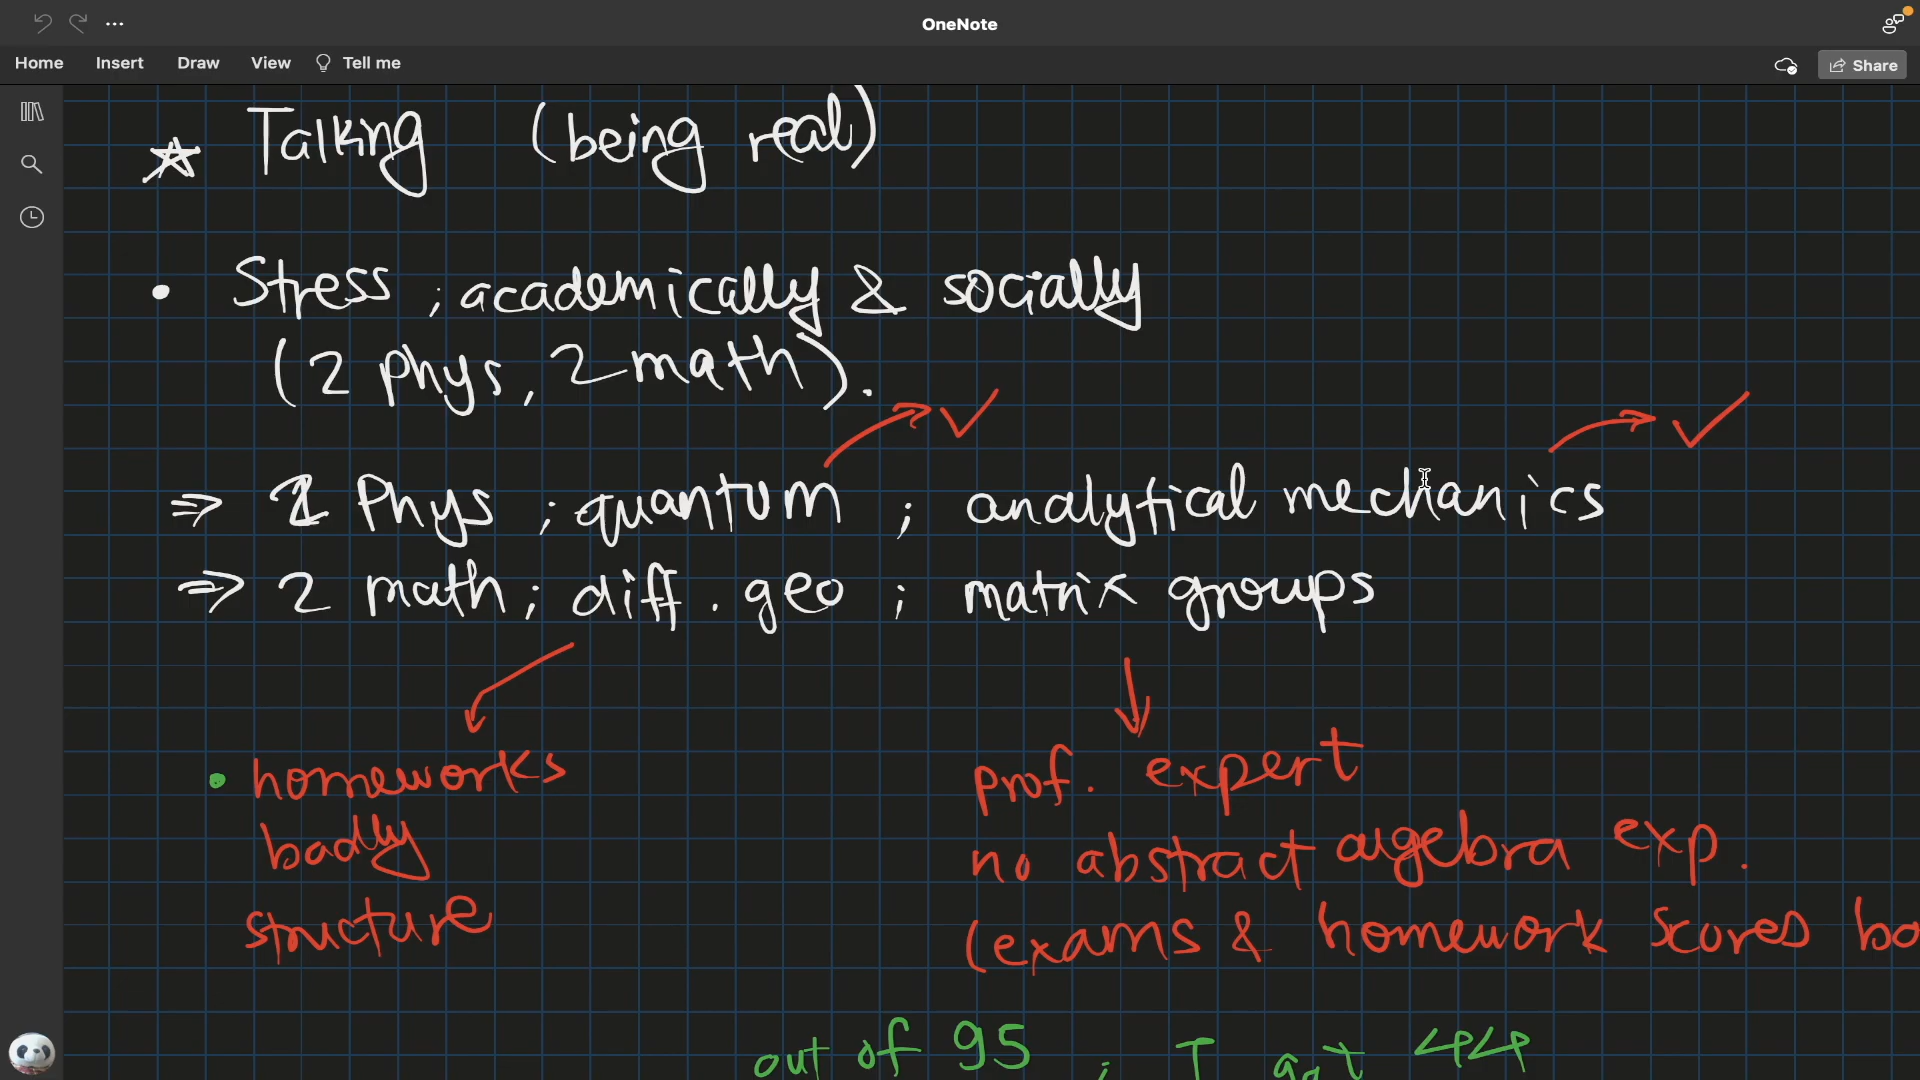 OneNote
Home Insert Draw View Tell me Share
Talking (being real)
• Stress ; academically & socially
(2 phys, 2 math).
⇒ 2 Phys ; quantum ; analytical mechanics
⇒ 2 math ; diff. geo ; matrix groups
• homeworks
badly
structure
prof. expert
no abstract algebra exp.
(exams & homework scores
out of 95 ; I got 44